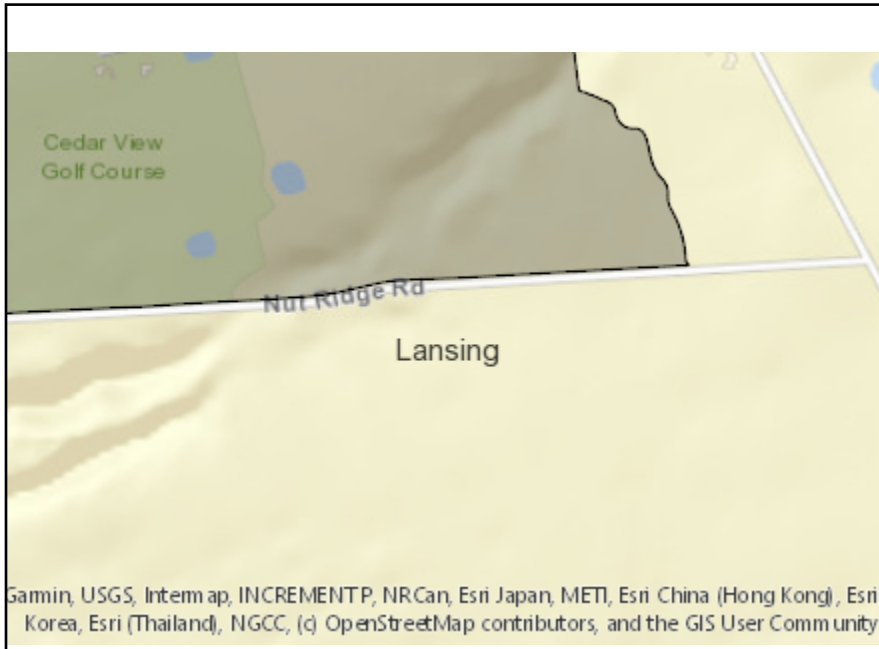 Cedar View
Golf Course
Nut Ridge Rd
Lansing
Garmin, USGS, Intermap, INCREMENT P, NRCan, Esri Japan, METI, Esri China (Hong Kong), Esri
Korea, Esri (Thailand), NGCC, (c) OpenStreetMap contributors, and the GIS User Community